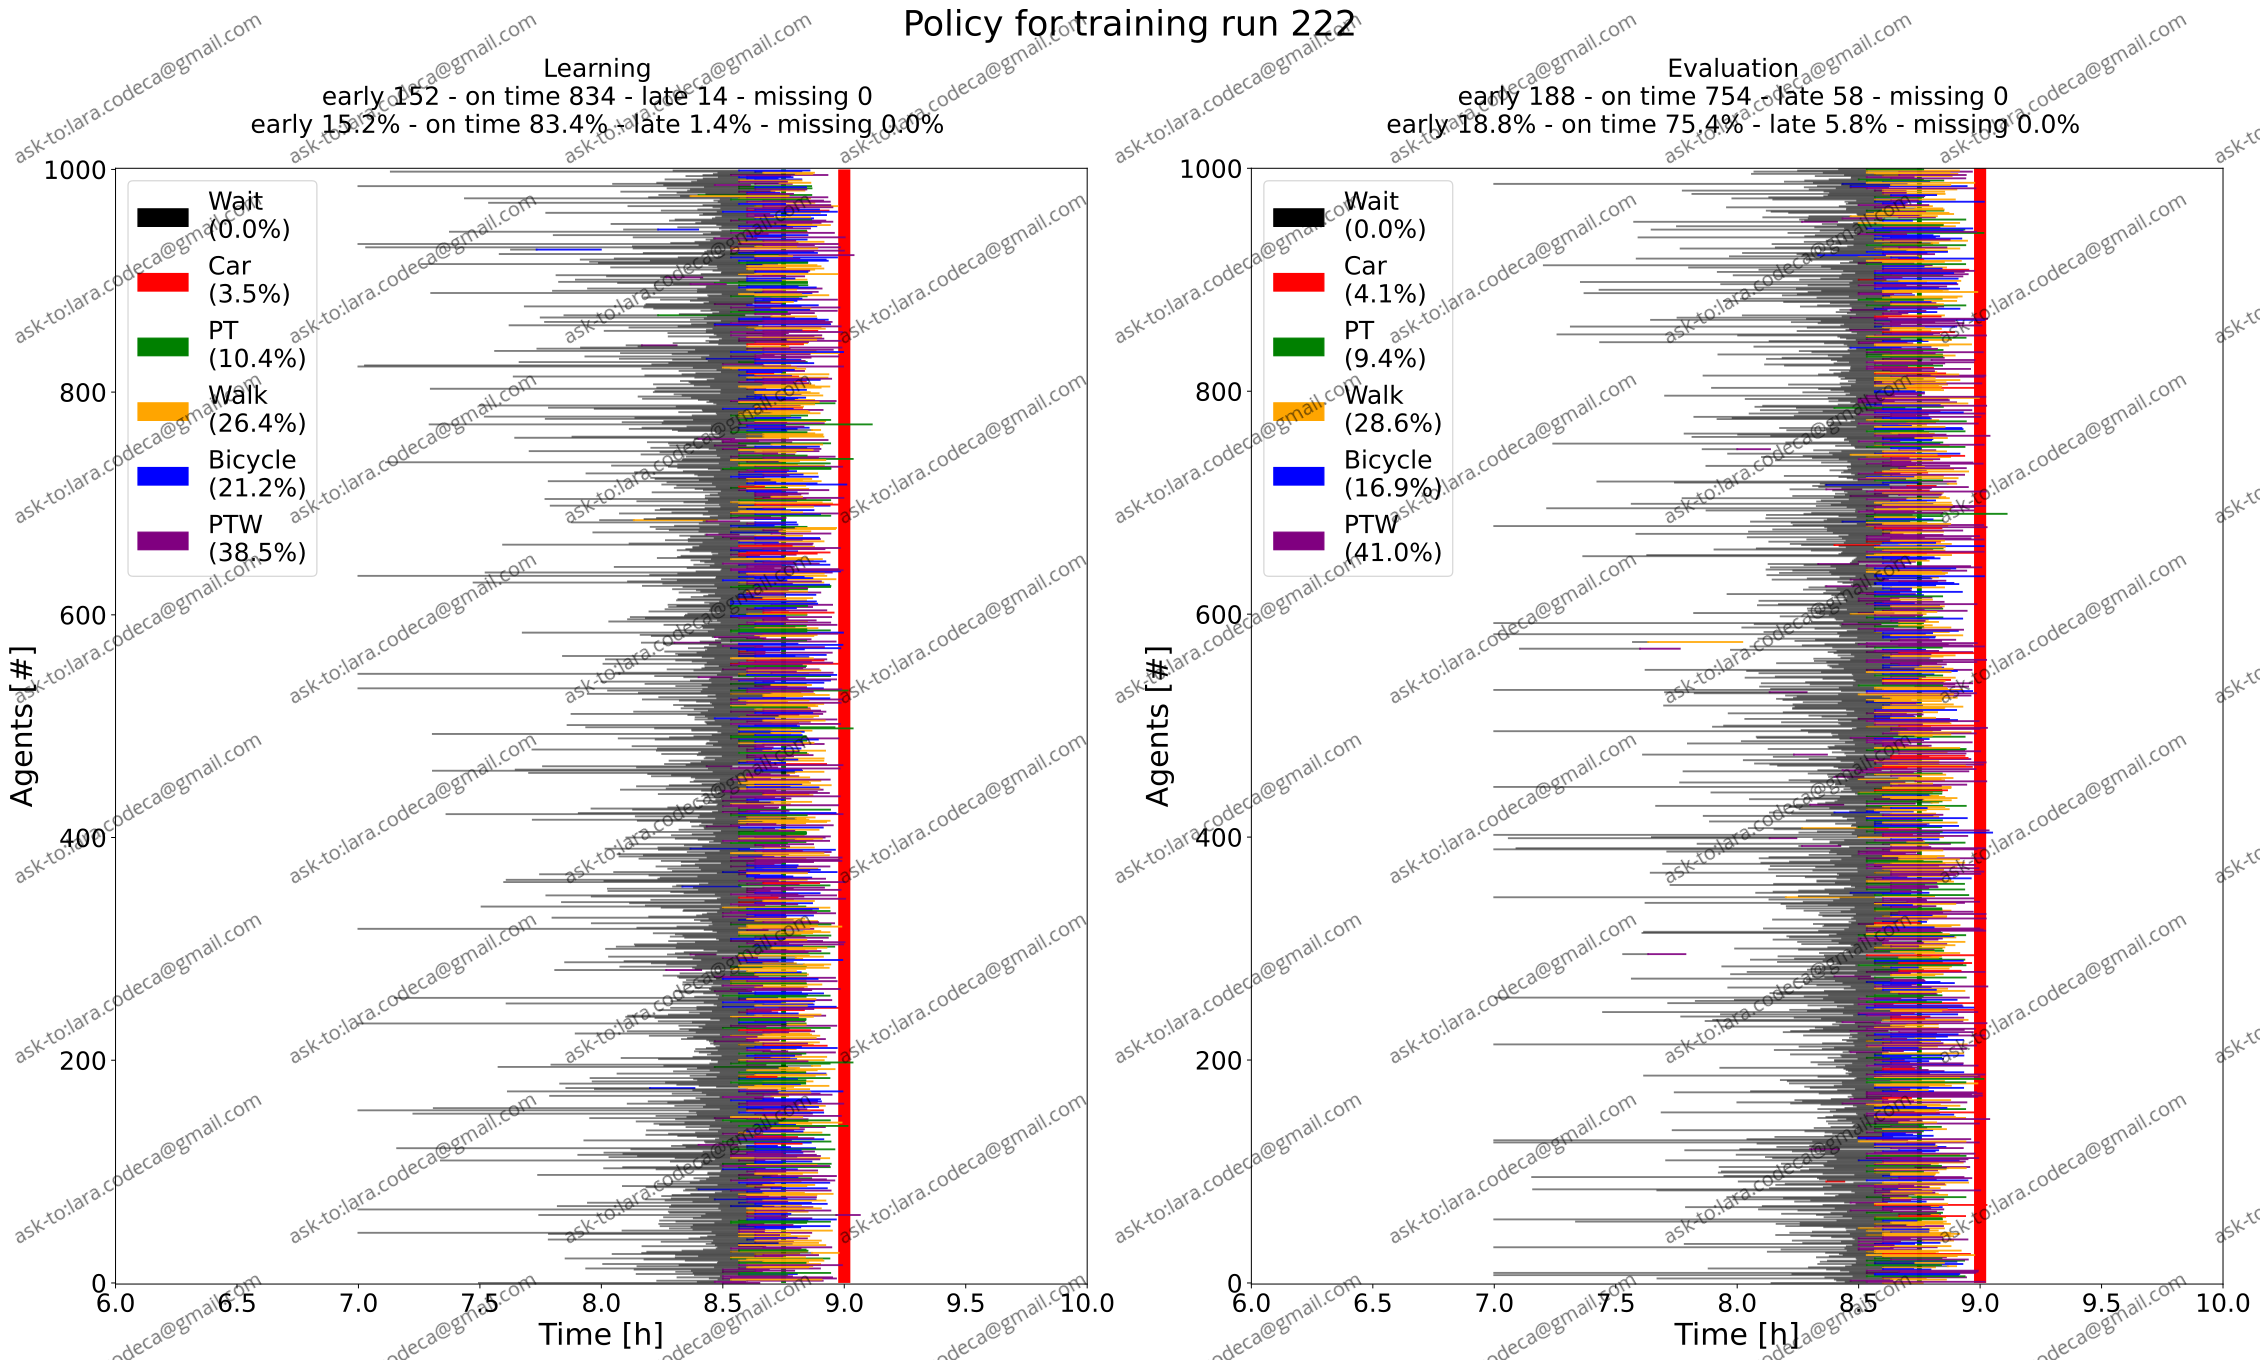 Policy for training run 222
Learning
early 152 - on time 834 - late 14 - missing 0
early 15.2% - on time 83.4% - late 1.4% - missing 0.0%
1000
800
600
400
200
0
Agents [#]
Wait
(0.0%)
Car
(3.5%)
PT
(10.4%)
Walk
(26.4%)
Bicycle
(21.2%)
PTW
(38.5%)
6.0 6.5 7.0 7.5 8.0 8.5 9.0 9.5 10.0
Time [h]
Evaluation
early 188 - on time 754 - late 58 - missing 0
early 18.8% - on time 75.4% - late 5.8% - missing 0.0%
1000
800
600
400
200
0
Agents [#]
Wait
(0.0%)
Car
(4.1%)
PT
(9.4%)
Walk
(28.6%)
Bicycle
(16.9%)
PTW
(41.0%)
6.0 6.5 7.0 7.5 8.0 8.5 9.0 9.5 10.0
Time [h]
ask-to:lara.codeca@gmail.com